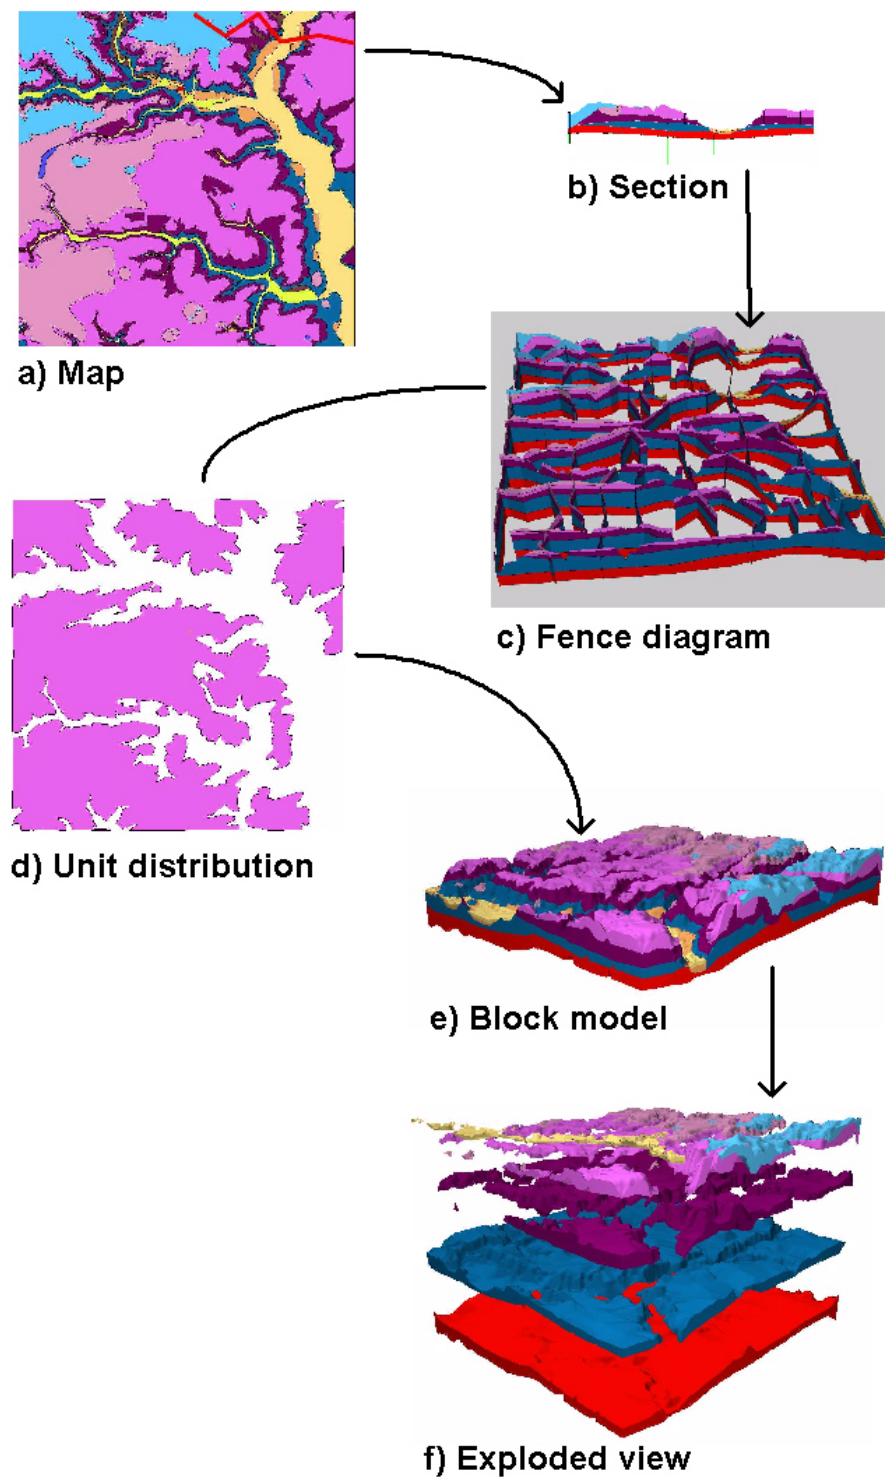 a) Map
b) Section
c) Fence diagram
d) Unit distribution
e) Block model
f) Exploded view